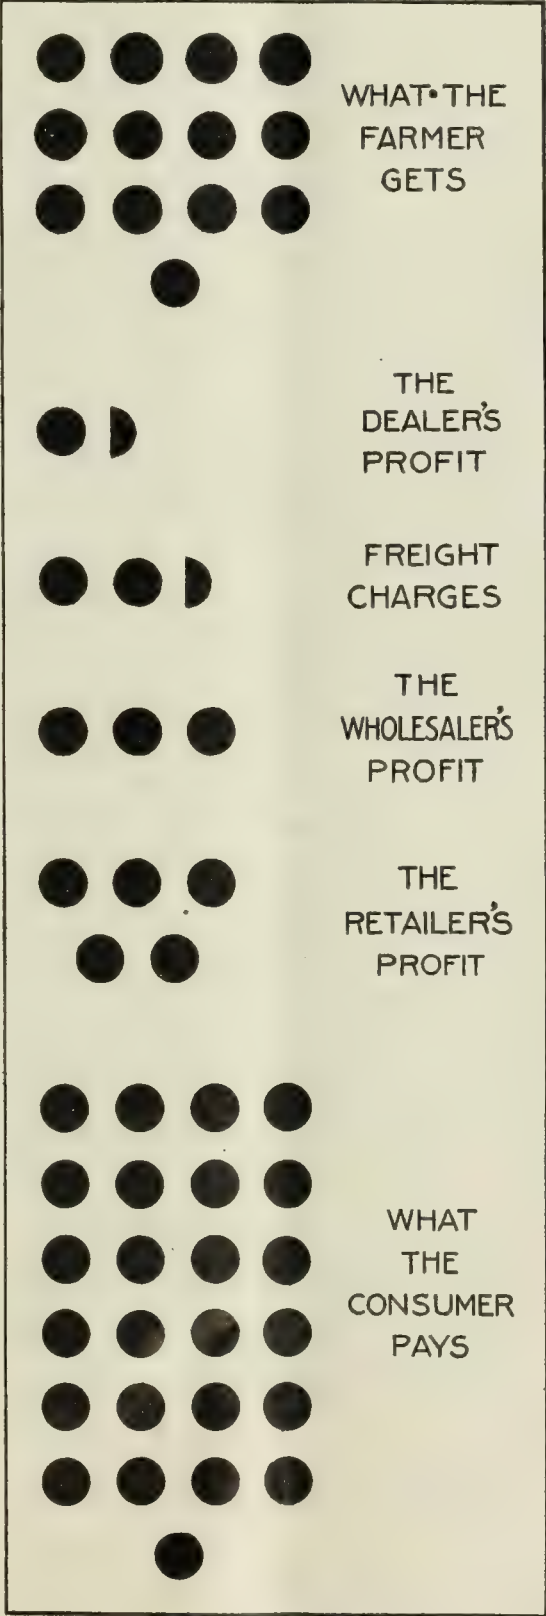 WHAT THE
FARMER
GETS
THE
DEALER'S
PROFIT
FREIGHT
CHARGES
THE
WHOLESALER'S
PROFIT
THE
RETAILER'S
PROFIT
WHAT
THE
CONSUMER
PAYS